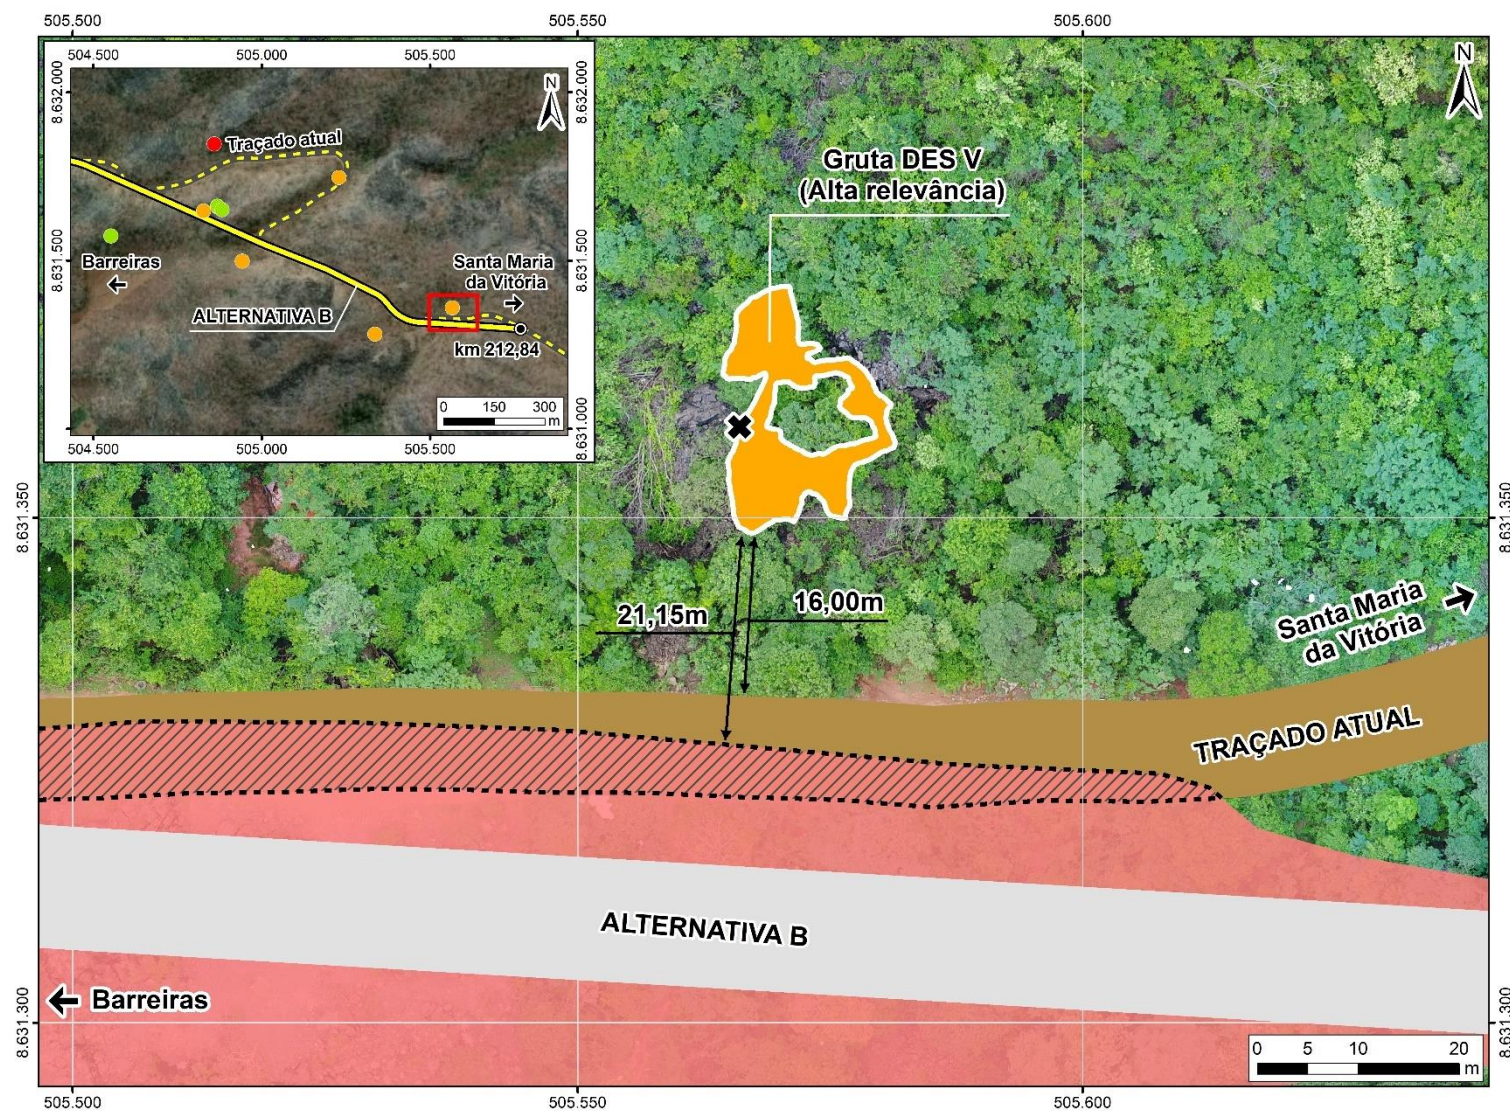 505.500
505.550
505.600
504.500
505.000
505.500
N
N
8.632.000
Traçado atual
Gruta DES V
(Alta relevância)
8.631.500
Barreiras
Santa Maria
da Vitória
ALTERNATIVA B
km 212,84
0 150 300
m
8.631.000
504.500
505.000
505.500
8.631.350
8.631.350
21,15m
16,00m
Santa Maria
da Vitória
TRAÇADO ATUAL
ALTERNATIVA B
Barreiras
8.631.300
8.631.300
0 5 10 20
m
505.500
505.550
505.600
8.632.000
8.631.500
8.631.000